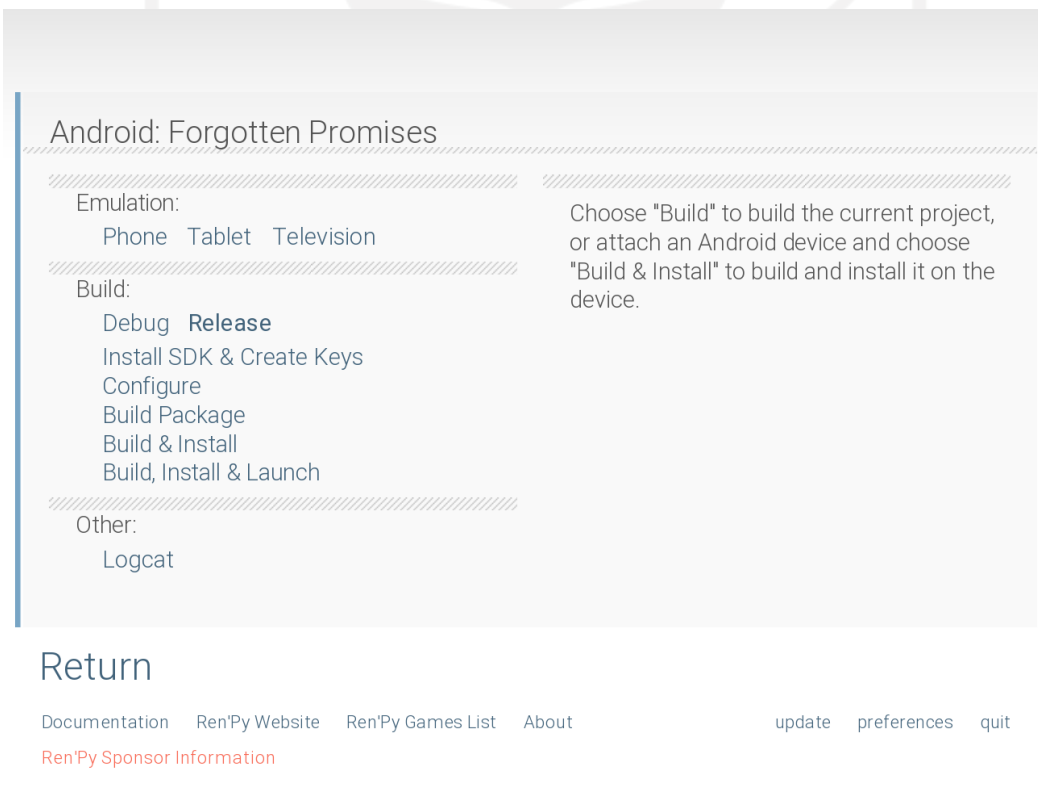 Android: Forgotten Promises
Emulation:
Phone Tablet Television
Build:
Debug Release
Install SDK & Create Keys
Configure
Build Package
Build & Install
Build, Install & Launch
Other:
Logcat
Choose "Build" to build the current project,
or attach an Android device and choose
"Build & Install" to build and install it on the
device.
Return
Documentation Ren'Py Website Ren'Py Games List About update preferences quit
Ren'Py Sponsor Information